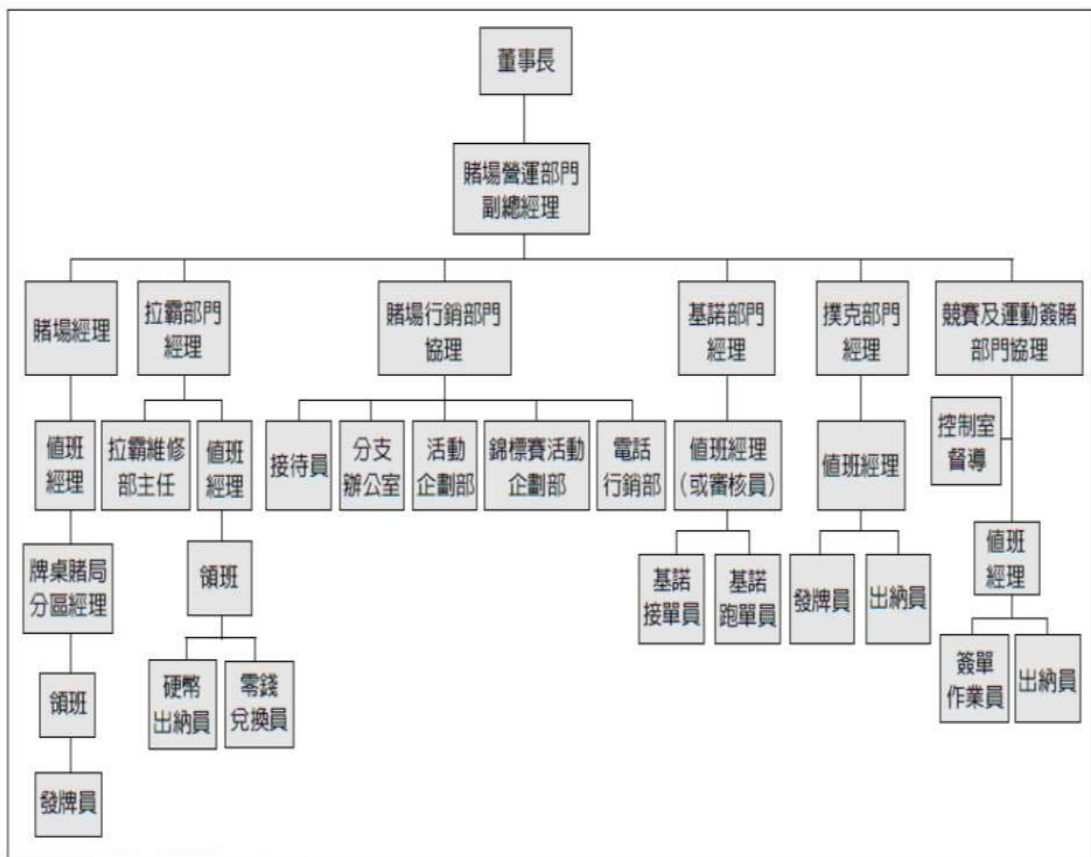 董事長
賭場營運部門
副總經理
賭場經理
拉霸部門
經理
賭場行銷部門
協理
基諾部門
經理
撲克部門
經理
競賽及運動簽賭
部門協理
控制室
督導
值班
經理
拉霸維修
部主任
值班
經理
接待員
分支
辦公室
活動
企劃部
錦標賽活動
企劃部
電話
行銷部
值班經理
（或審核員）
值班經理
值班
經理
牌桌賭局
分區經理
領班
基諾
接單員
基諾
跑單員
發牌員
出納員
簽單
作業員
出納員
領班
硬幣
出納員
零錢
兌換員
發牌員